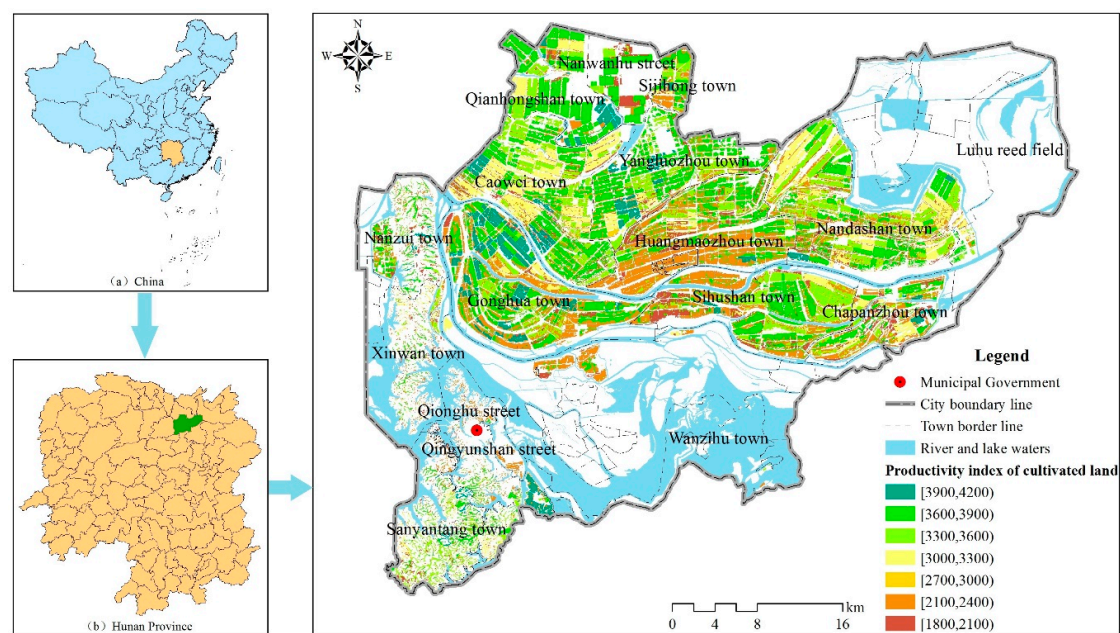 (a) China
(b) Hunan Province
N
W E
S
Nanwanhu street
Sijihong town
Qianhongshan town
Yangluozhou town
Luhu reed field
Caowei town
Nanzui town
Huangmaozhou town
Nandashan town
Gonghua town
Sihushan town
Chapanzhou town
Xinwan town
Qionghu street
Qingyunshan street
Wanzihu town
Sanyantang town
Legend
Municipal Government
City boundary line
Town border line
River and lake waters
Productivity index of cultivated land
[3900,4200)
[3600,3900)
[3300,3600)
[3000,3300)
[2700,3000)
[2100,2400)
[1800,2100)
km
0 4 8 16